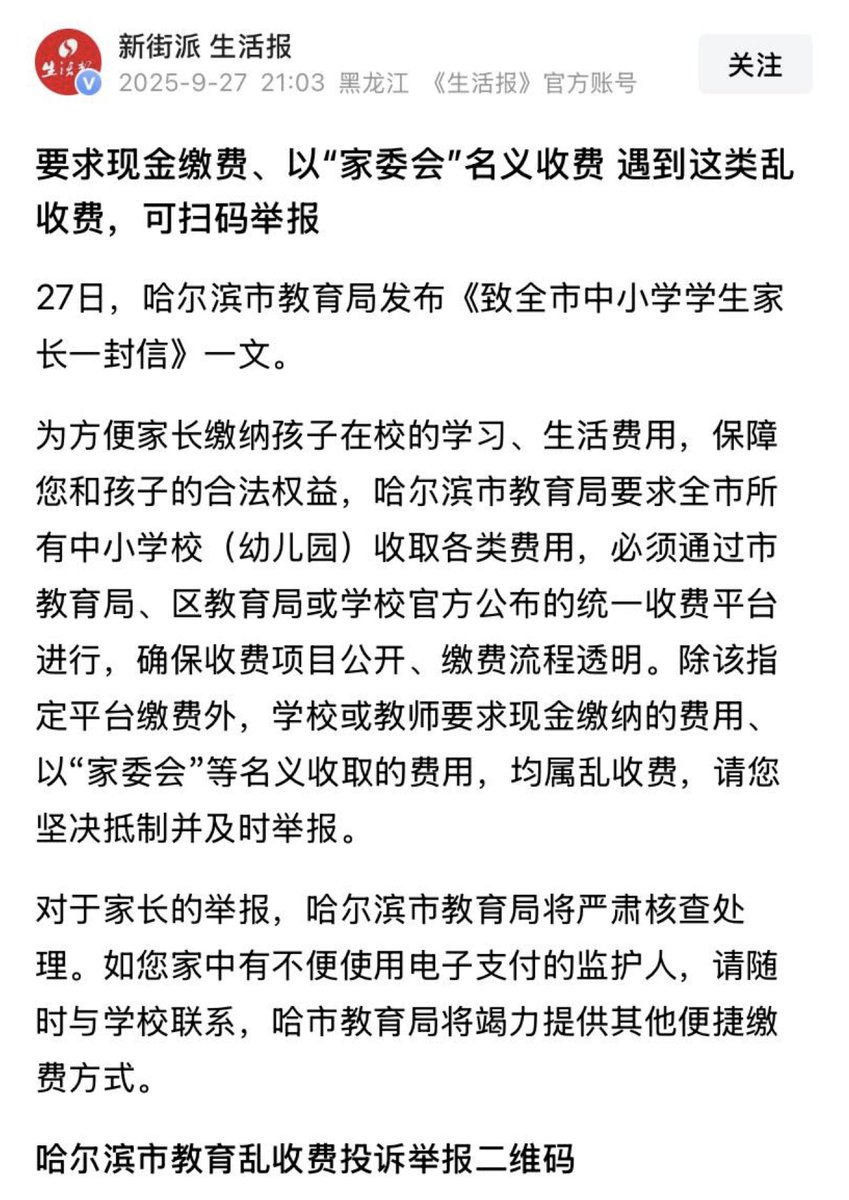 新街派 生活报
2025-9-27 21:03 黑龙江 《生活报》官方账号
关注
要求现金缴费、以“家委会”名义收费 遇到这类乱
收费，可扫码举报
27日，哈尔滨市教育局发布《致全市中小学学生家
长一封信》一文。
为方便家长缴纳孩子在校的学习、生活费用，保障
您和孩子的合法权益，哈尔滨市教育局要求全市所
有中小学校（幼儿园）收取各类费用，必须通过市
教育局、区教育局或学校官方公布的统一收费平台
进行，确保收费项目公开、缴费流程透明。除该指
定平台缴费外，学校或教师要求现金缴纳的费用、
以“家委会”等名义收取的费用，均属乱收费，请您
坚决抵制并及时举报。
对于家长的举报，哈尔滨市教育局将严肃核查处
理。如您家中有不便使用电子支付的监护人，请随
时与学校联系，哈市教育局将竭力提供其他便捷缴
费方式。
哈尔滨市教育乱收费投诉举报二维码